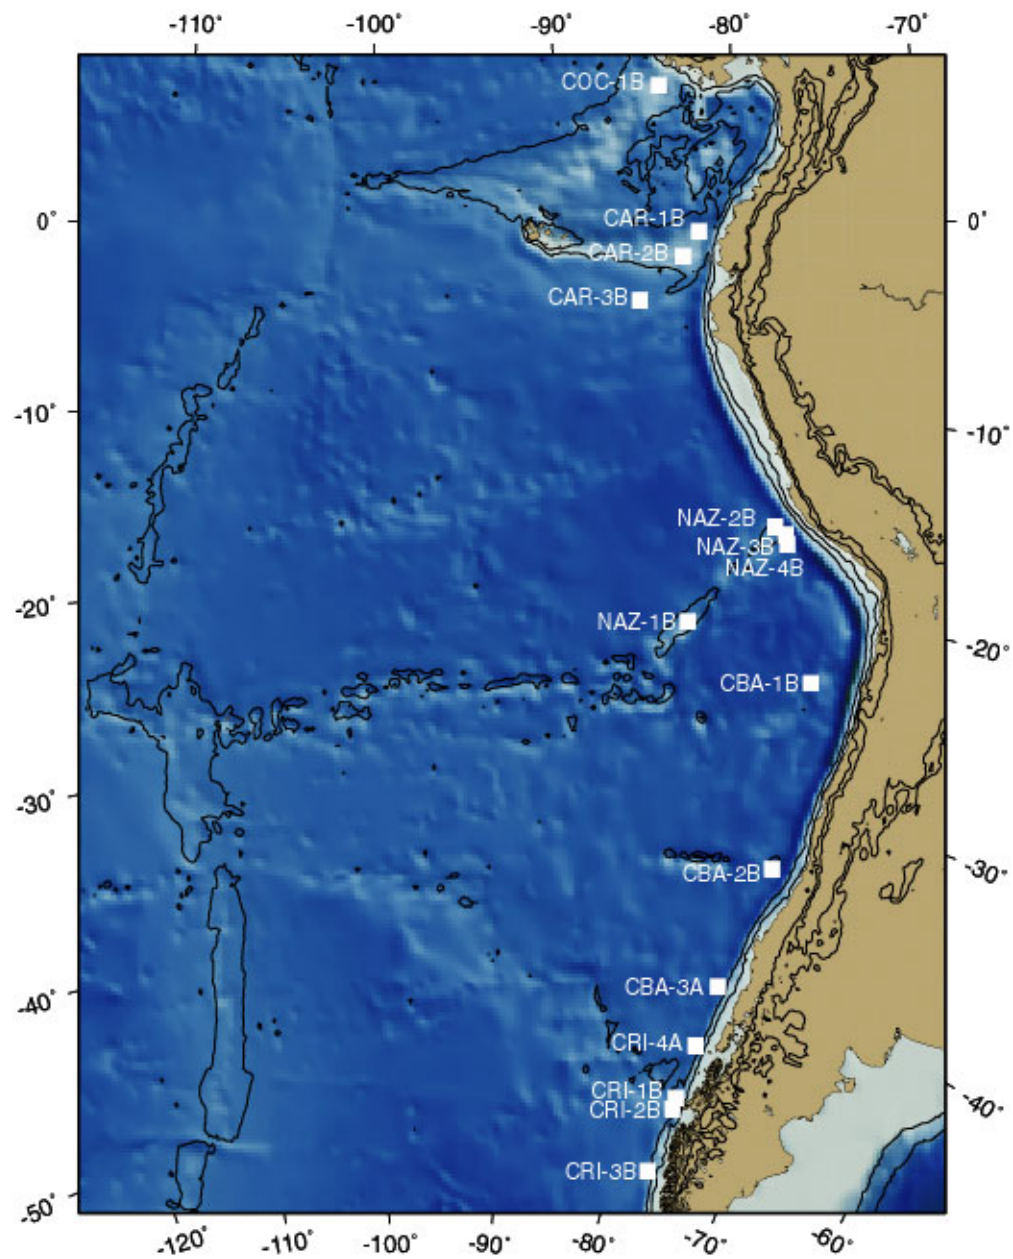 -110° -100° -90° -80° -70°
COC-1B
0° CAR-1B 0°
CAR-2B
CAR-3B
-10° -10°
NAZ-2B
NAZ-3B
NAZ-4B
-20° NAZ-1B -20°
CBA-1B
-30° CBA-2B -30°
CBA-3A
-40° CRI-4A
CRI-1B -40°
CRI-2B
CRI-3B
-50°
-120° -110° -100° -90° -80° -70° -60°